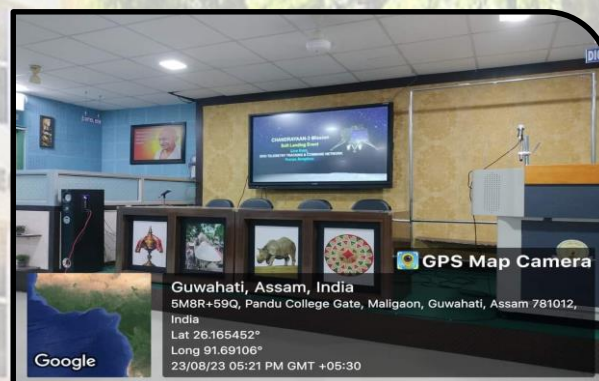 CHANDRAYAAN-3 Mission
Soft Landing Event
GPS Map Camera
Guwahati, Assam, India
5M8R+59Q, Pandu College Gate, Maligaon, Guwahati, Assam 781012,
India
Lat 26.165452°
Long 91.69106°
23/08/23 05:21 PM GMT +05:30
Google